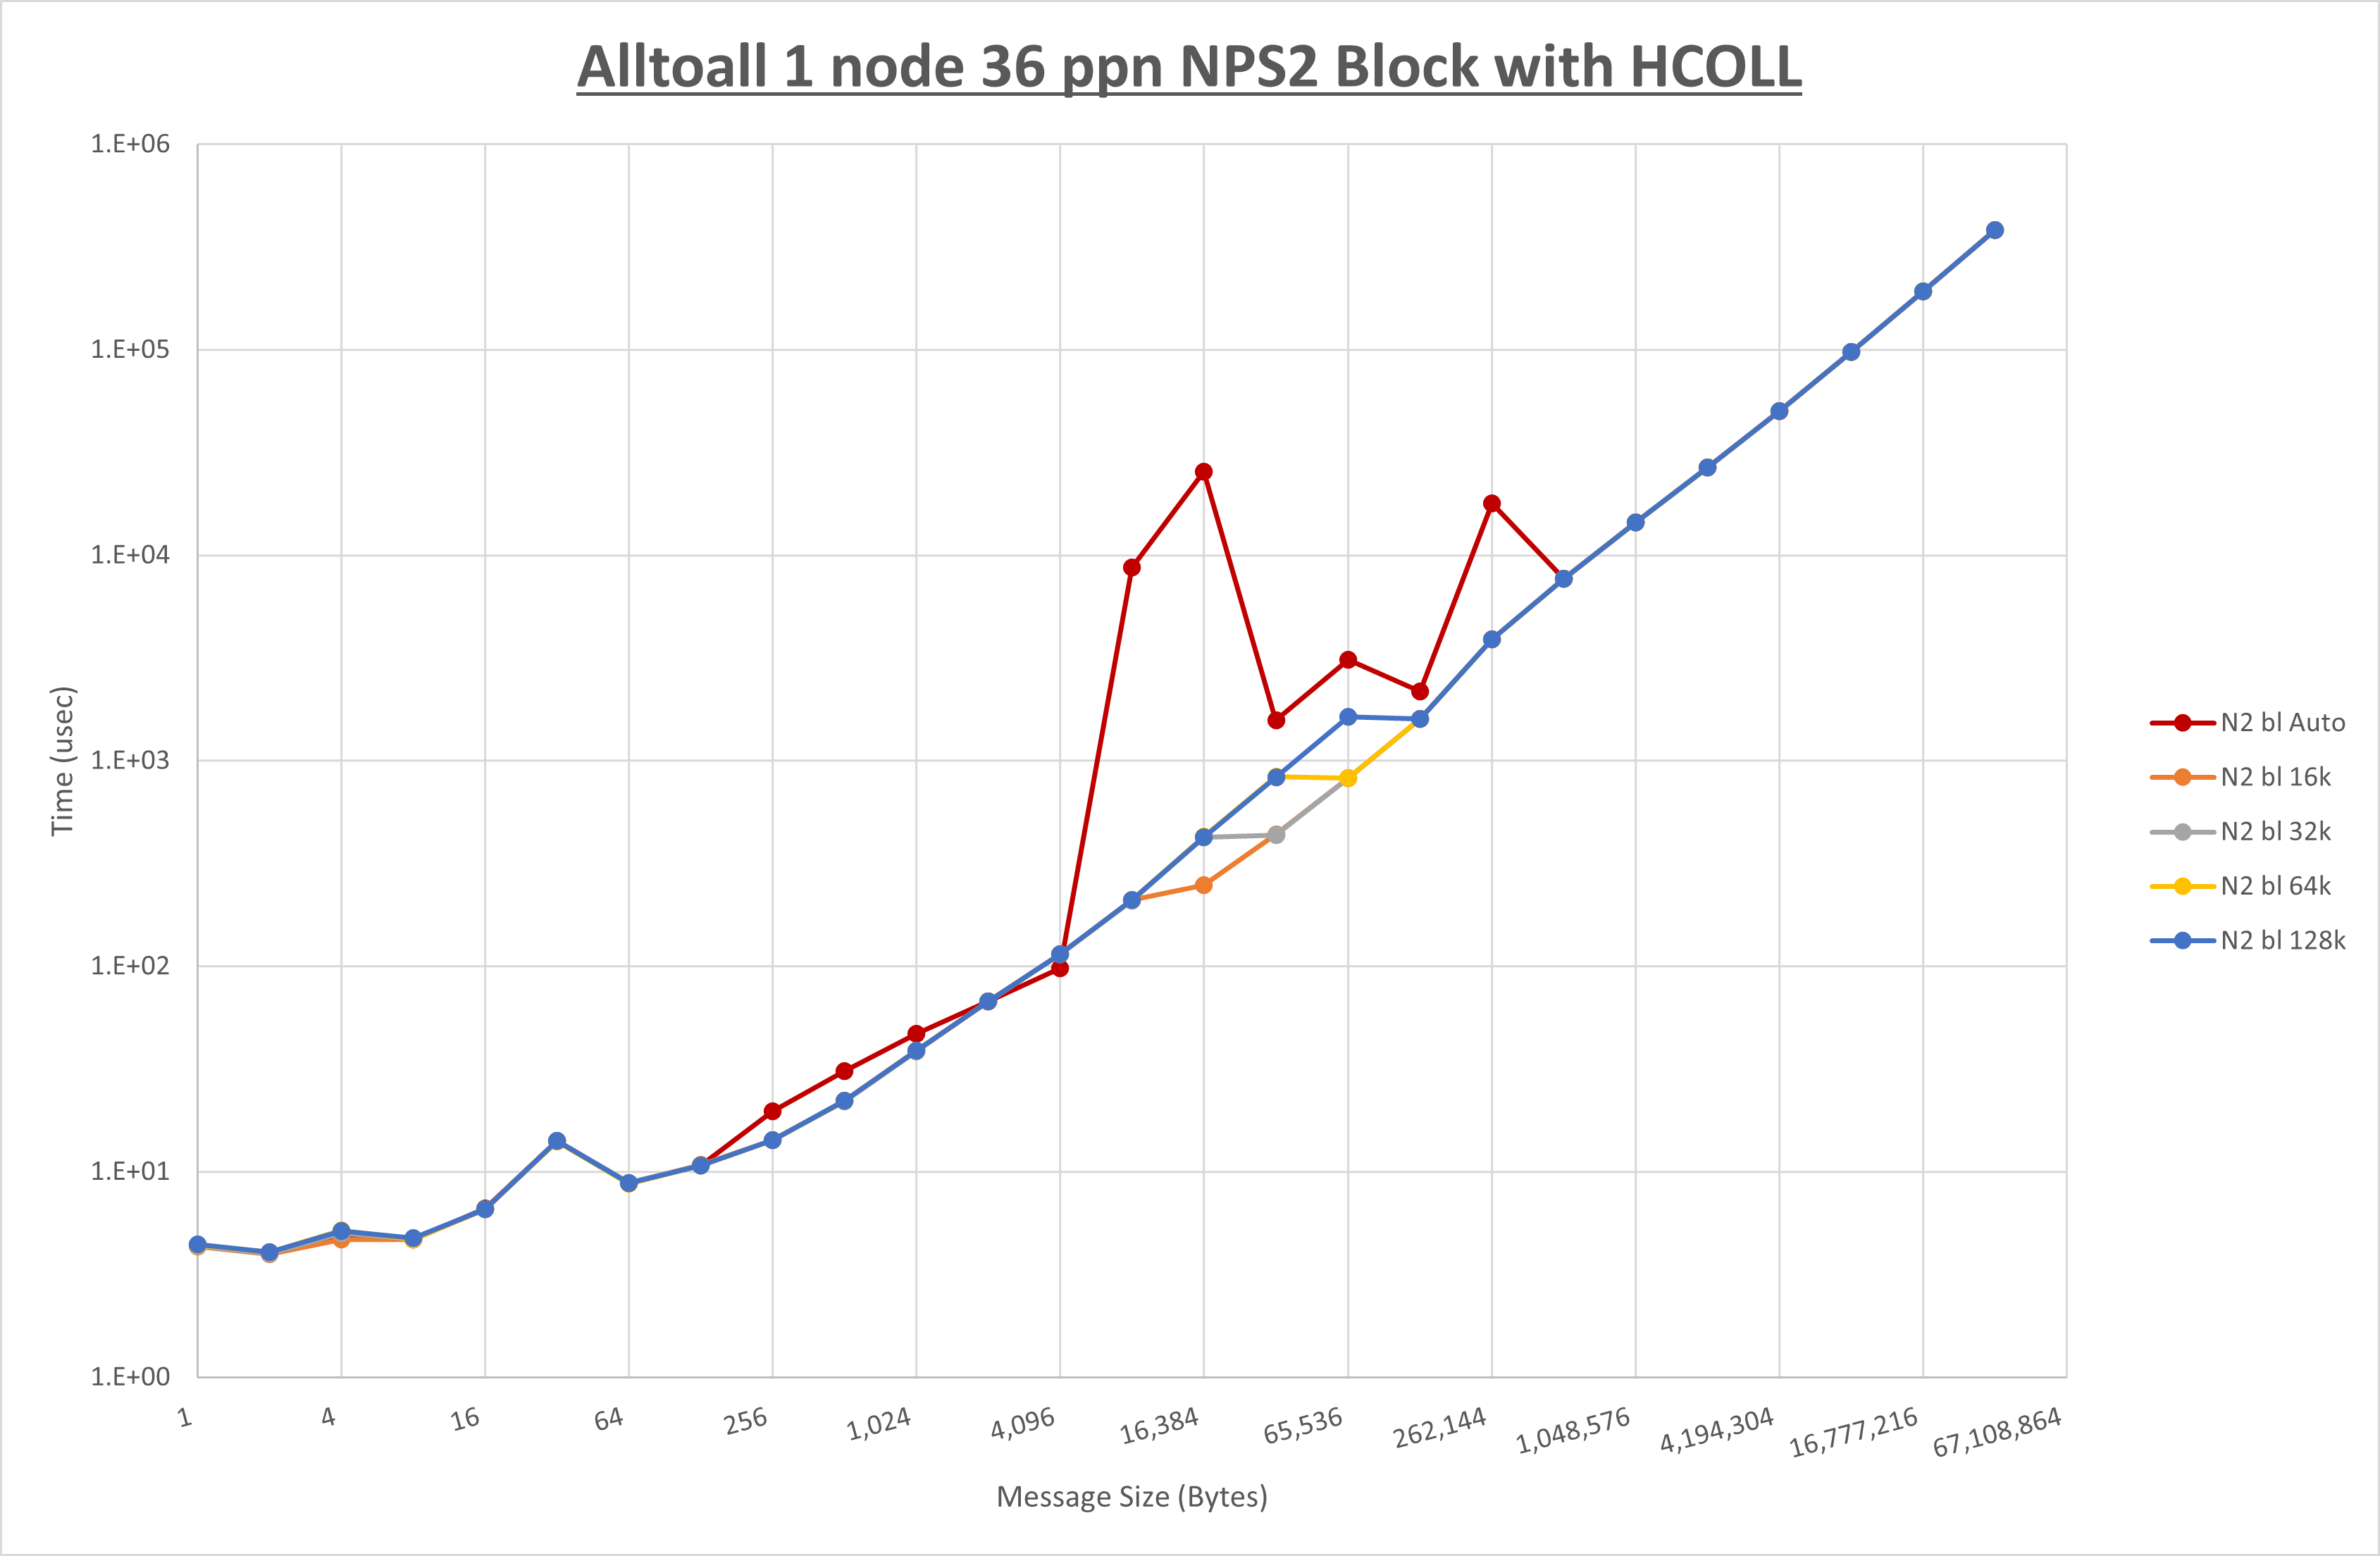 Alltoall 1 node 36 ppn NPS2 Block with HCOLL
1.E+06
1.E+05
1.E+04
1.E+03
1.E+02
1.E+01
1.E+00
Time (usec)
1
4
16
64
256
1,024
4,096
16,384
65,536
262,144
1,048,576
4,194,304
16,777,216
67,108,864
Message Size (Bytes)
N2 bl Auto
N2 bl 16k
N2 bl 32k
N2 bl 64k
N2 bl 128k